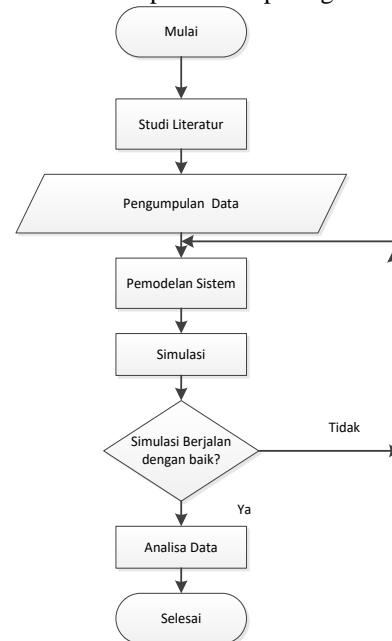 Mulai
Studi Literatur
Pengumpulan Data
Pemodelan Sistem
Simulasi
Simulasi Berjalan
dengan baik?
Tidak
Ya
Analisa Data
Selesai